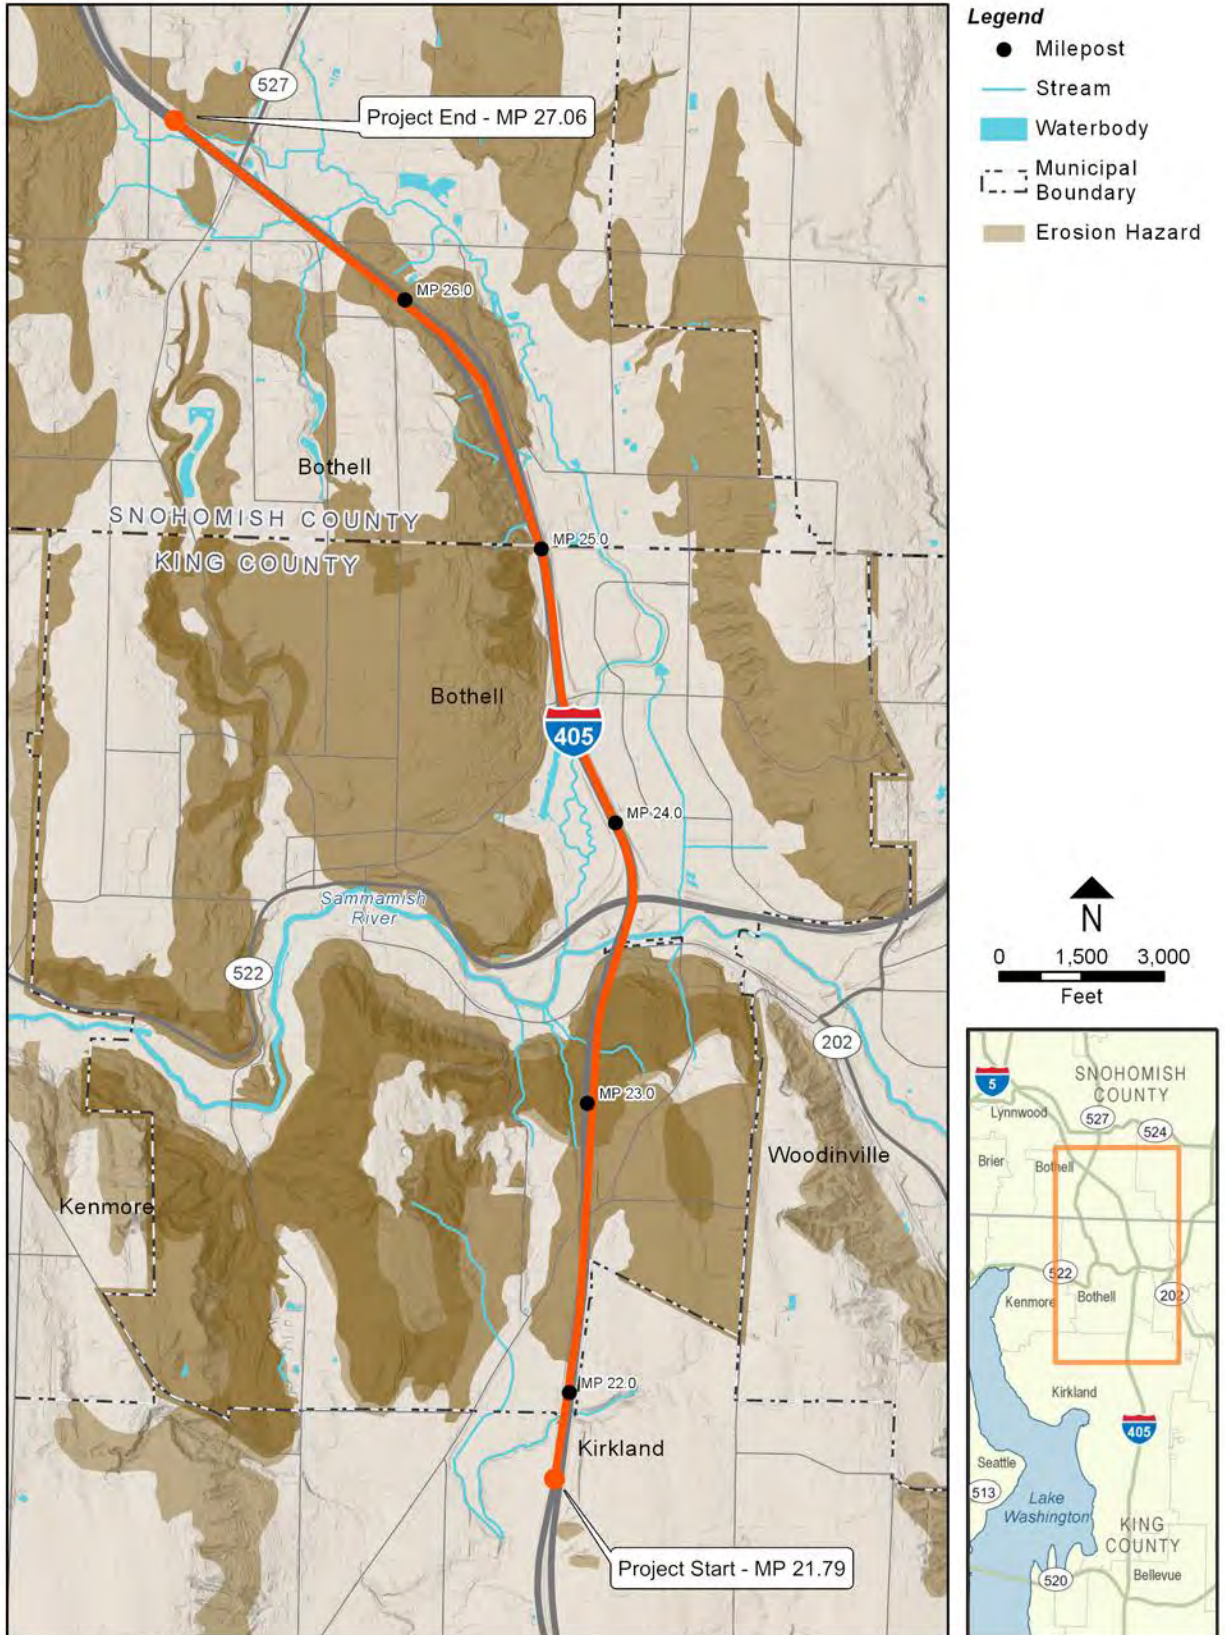 527
Project End - MP 27.06
MP 26.0
Bothell
SNOHOMISH COUNTY
KING COUNTY
MP 25.0
Bothell
405
MP 24.0
Sammamish
River
522
202
MP 23.0
Woodinville
Kenmore
MP 22.0
Kirkland
Project Start - MP 21.79
Legend
Milepost
Stream
Waterbody
Municipal
Boundary
Erosion Hazard
N
0 1,500 3,000
Feet
5
SNOHOMISH
COUNTY
Lynnwood
527
524
Brier
Bothell
522
202
Kenmore
Bothell
Kirkland
405
Seattle
513
Lake
Washington
KING
COUNTY
520
Bellevue